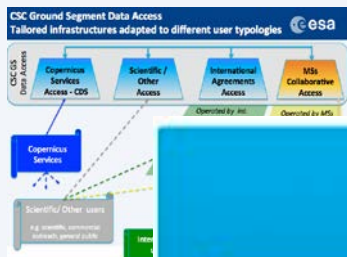 CSC Ground Segment Data Access
Tailored infrastructures adapted to different user typologies
esa
CSC GS
Data Access
Copernicus
Services
Access - CDS
Scientific /
Other
Access
International
Agreements
Access
MSs
Collaborative
Access
Operated by Int.
Operated by MSs
Copernicus
Services
Scientific/ Other users
e.g. scientific, commercial,
outreach, general public